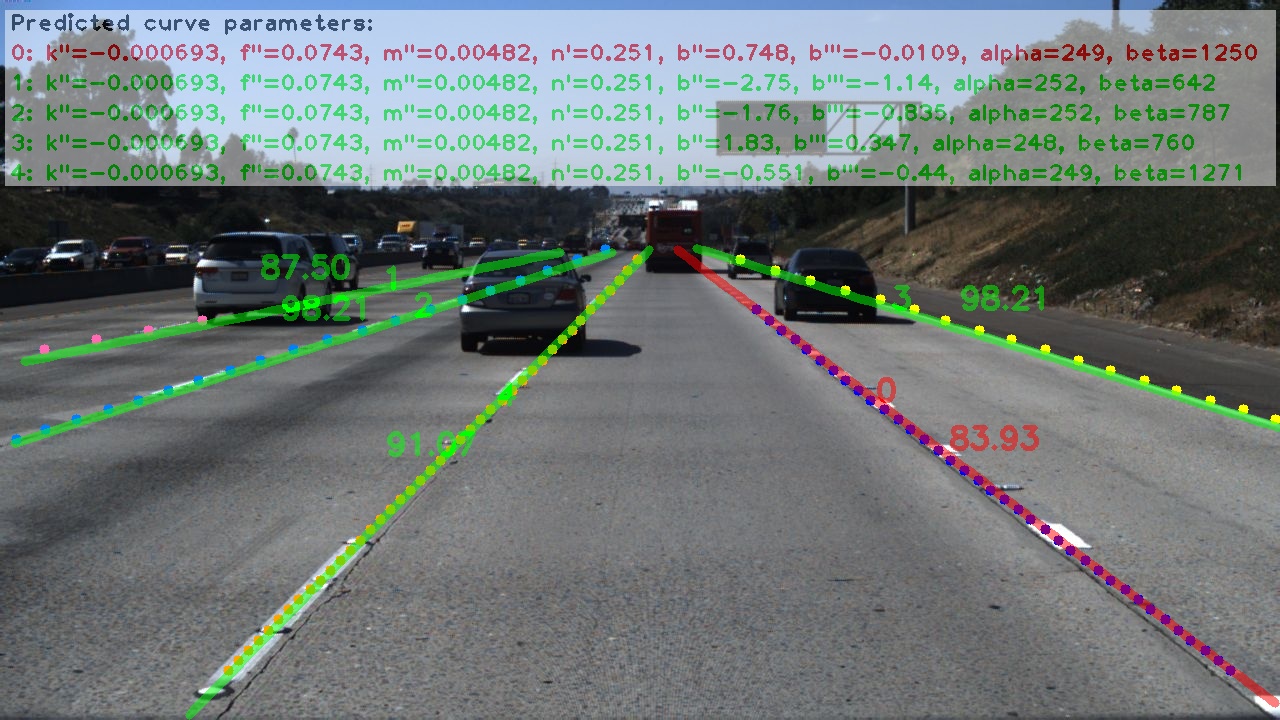 Predicted curve parameters:
0: k''=-0.000693, f''=0.0743, m''=0.00482, n'=0.251, b''=0.748, b'''=-0.0109, alpha=249, beta=1250
1: k''=-0.000693, f''=0.0743, m''=0.00482, n'=0.251, b''=-2.75, b'''=-1.14, alpha=252, beta=642
2: k''=-0.000693, f''=0.0743, m''=0.00482, n'=0.251, b''=-1.76, b'''=-0.835, alpha=252, beta=787
3: k''=-0.000693, f''=0.0743, m''=0.00482, n'=0.251, b''=1.83, b'''=0.347, alpha=248, beta=760
4: k''=-0.000693, f''=0.0743, m''=0.00482, n'=0.251, b''=-0.551, b'''=-0.44, alpha=249, beta=1271
87.50 1
98.21 2
3 98.21
0
91.07
83.93